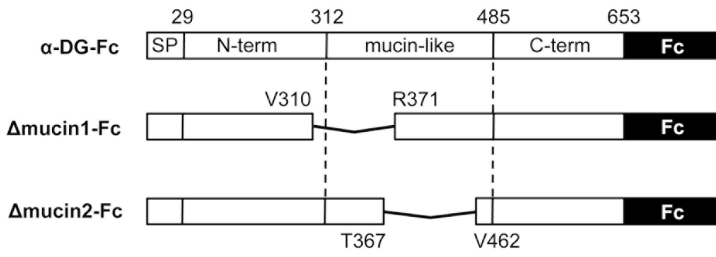 29 312 485 653
α-DG-Fc SP N-term mucin-like C-term Fc
V310 R371
Δmucin1-Fc Fc
Δmucin2-Fc Fc
T367 V462